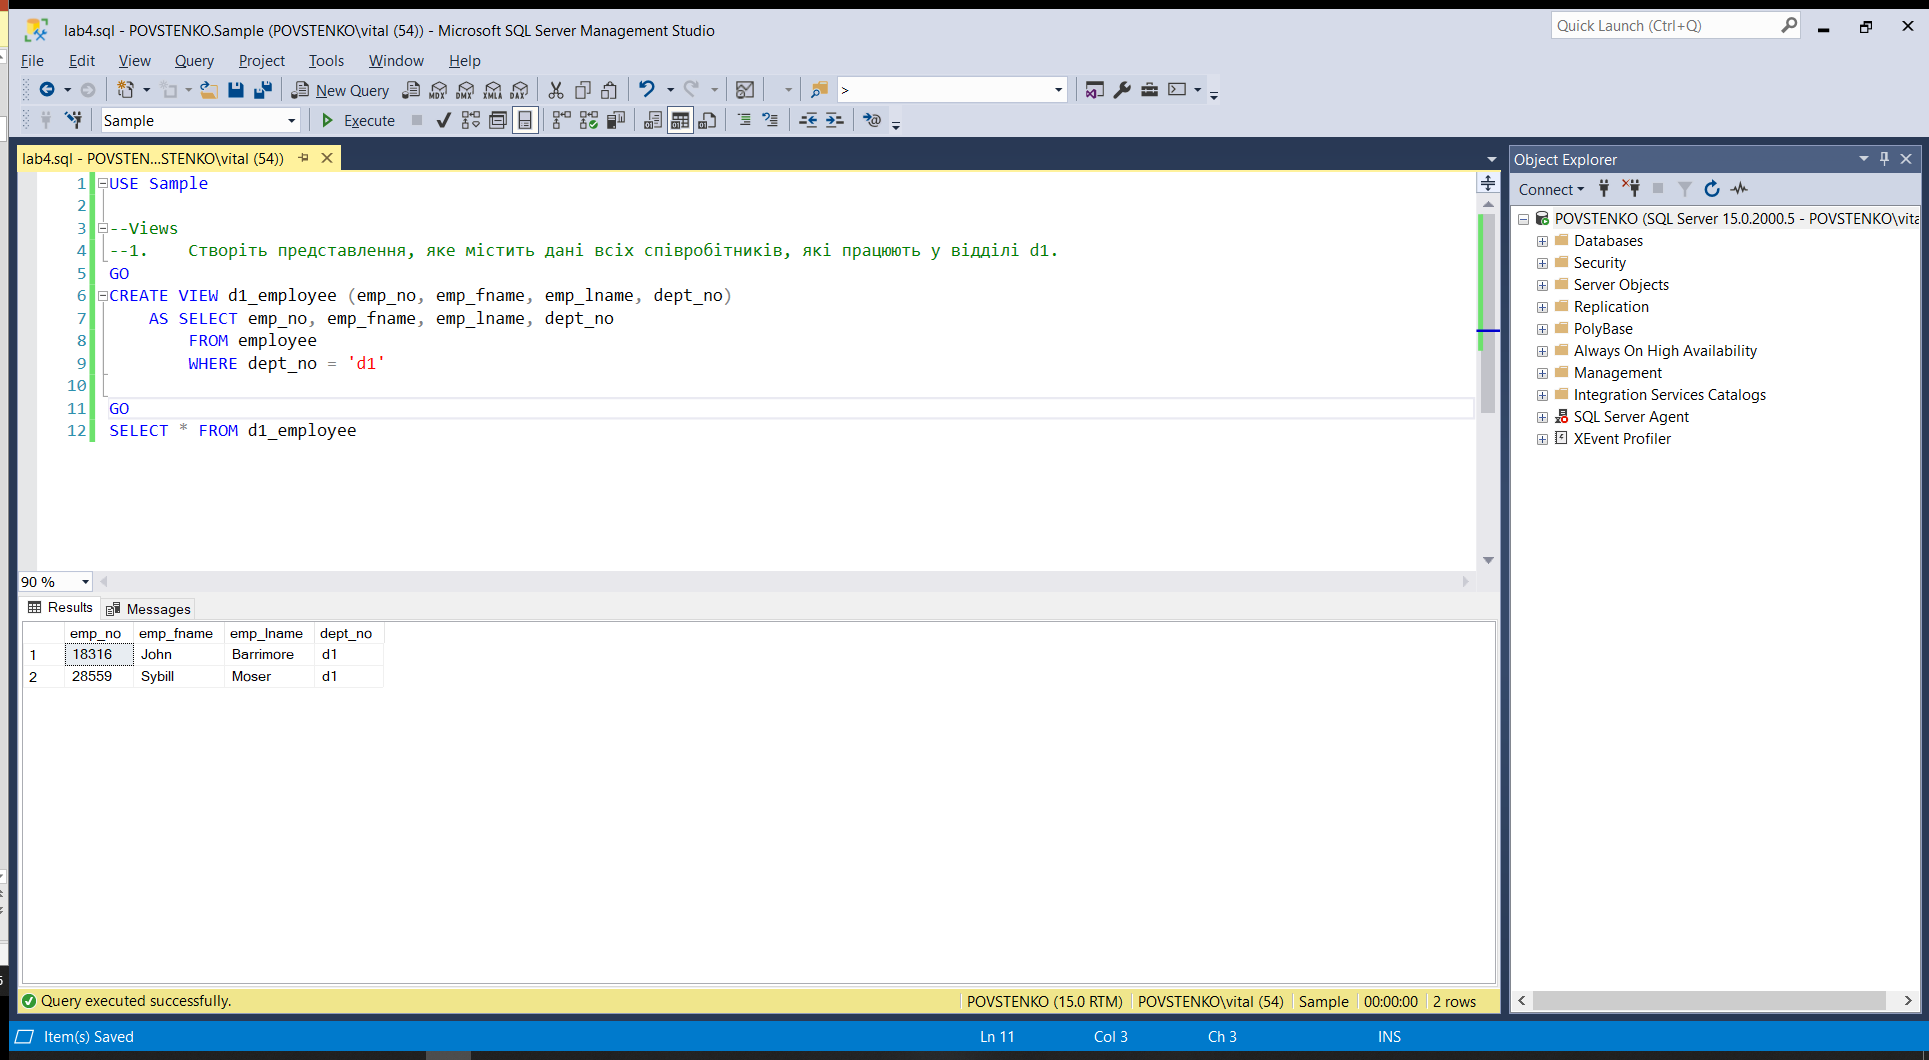 lab4.sql - POVSTENKO.Sample (POVSTENKO\vital (54)) - Microsoft SQL Server Management Studio
Quick Launch (Ctrl+Q)
File Edit View Query Project Tools Window Help
New Query MDX DMX XMLA DAX >
Sample Execute
lab4.sql - POVSTEN...STENKO\vital (54))
1 USE Sample
2
3 --Views
4 --1. Створіть представлення, яке містить дані всіх співробітників, які працюють у відділі d1.
5 GO
6 CREATE VIEW d1_employee (emp_no, emp_fname, emp_lname, dept_no)
7 AS SELECT emp_no, emp_fname, emp_lname, dept_no
8 FROM employee
9 WHERE dept_no = 'd1'
10
11 GO
12 SELECT * FROM d1_employee
90 %
Results Messages
emp_no emp_fname emp_lname dept_no
1 18316 John Barrimore d1
2 28559 Sybill Moser d1
Query executed successfully. POVSTENKO (15.0 RTM) POVSTENKO\vital (54) Sample 00:00:00 2 rows
Object Explorer
Connect
POVSTENKO (SQL Server 15.0.2000.5 - POVSTENKO\vita
Databases
Security
Server Objects
Replication
PolyBase
Always On High Availability
Management
Integration Services Catalogs
SQL Server Agent
XEvent Profiler
Item(s) Saved Ln 11 Col 3 Ch 3 INS